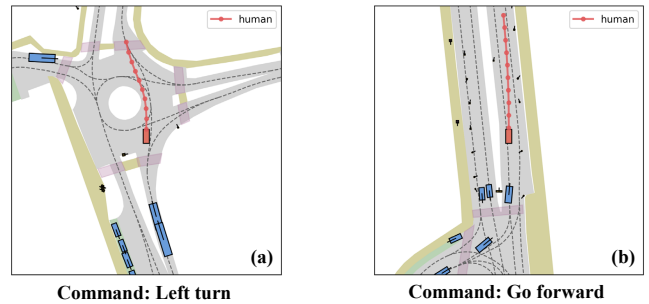 human
(a)
Command: Left turn
human
(b)
Command: Go forward